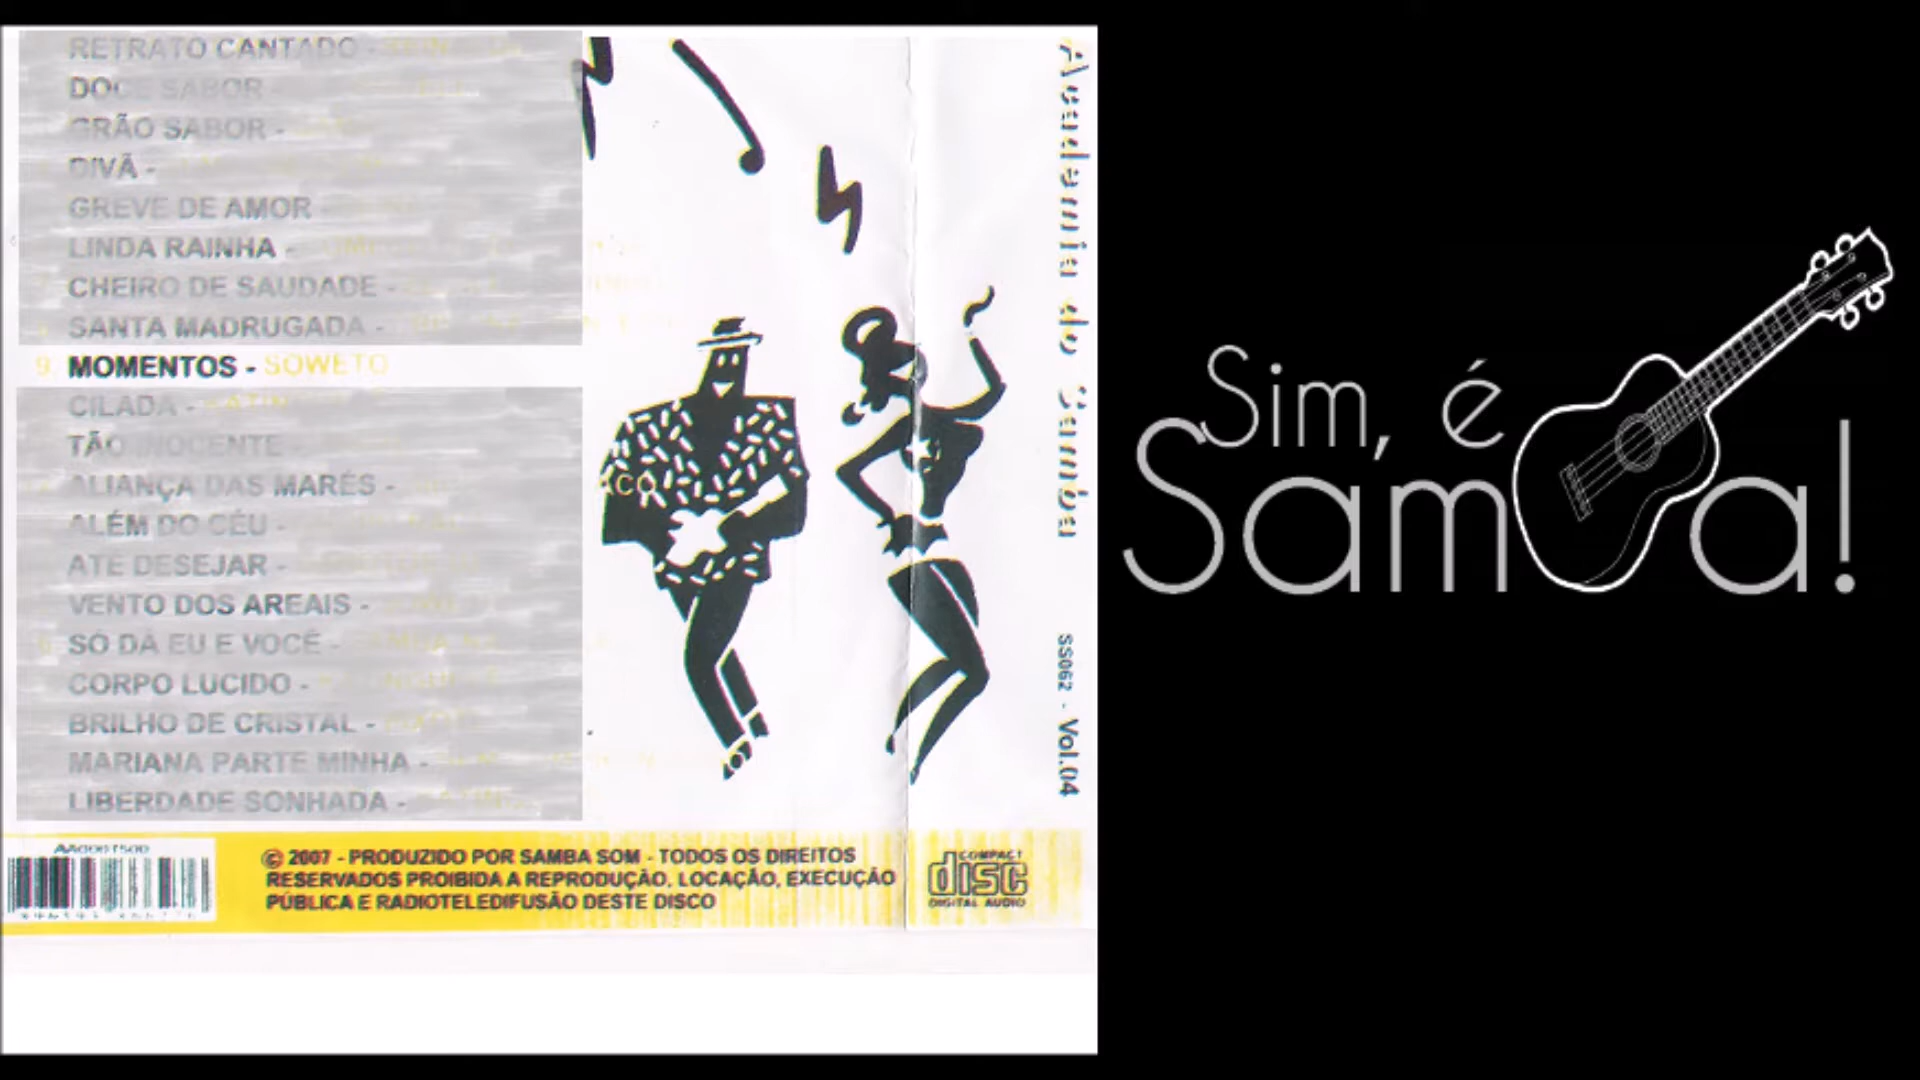 RETRATO CANTADO -
DOCE SABOR -
GRÃO SABOR -
DIVÃ -
GREVE DE AMOR -
LINDA RAINHA -
CHEIRO DE SAUDADE -
SANTA MADRUGADA -
9. MOMENTOS - SOWETO
CILADA -
TÃO INOCENTE -
ALIANÇA DAS MARÉS -
ALÉM DO CÉU -
ATE DESEJAR -
VENTO DOS AREAIS -
SÓ DÁ EU E VOCÊ -
CORPO LUCIDO -
BRILHO DE CRISTAL -
MARIANA PARTE MINHA -
LIBERDADE SONHADA -
© 2007 - PRODUZIDO POR SAMBA SOM - TODOS OS DIREITOS
RESERVADOS PROIBIDA A REPRODUÇÃO, LOCAÇÃO, EXECUÇÃO
PÚBLICA E RADIOTELEDIFUSÃO DESTE DISCO
COMPACT
disc
DIGITAL AUDIO
Academia do Samba SS062 - Vol.04
Sim, é
Samba!